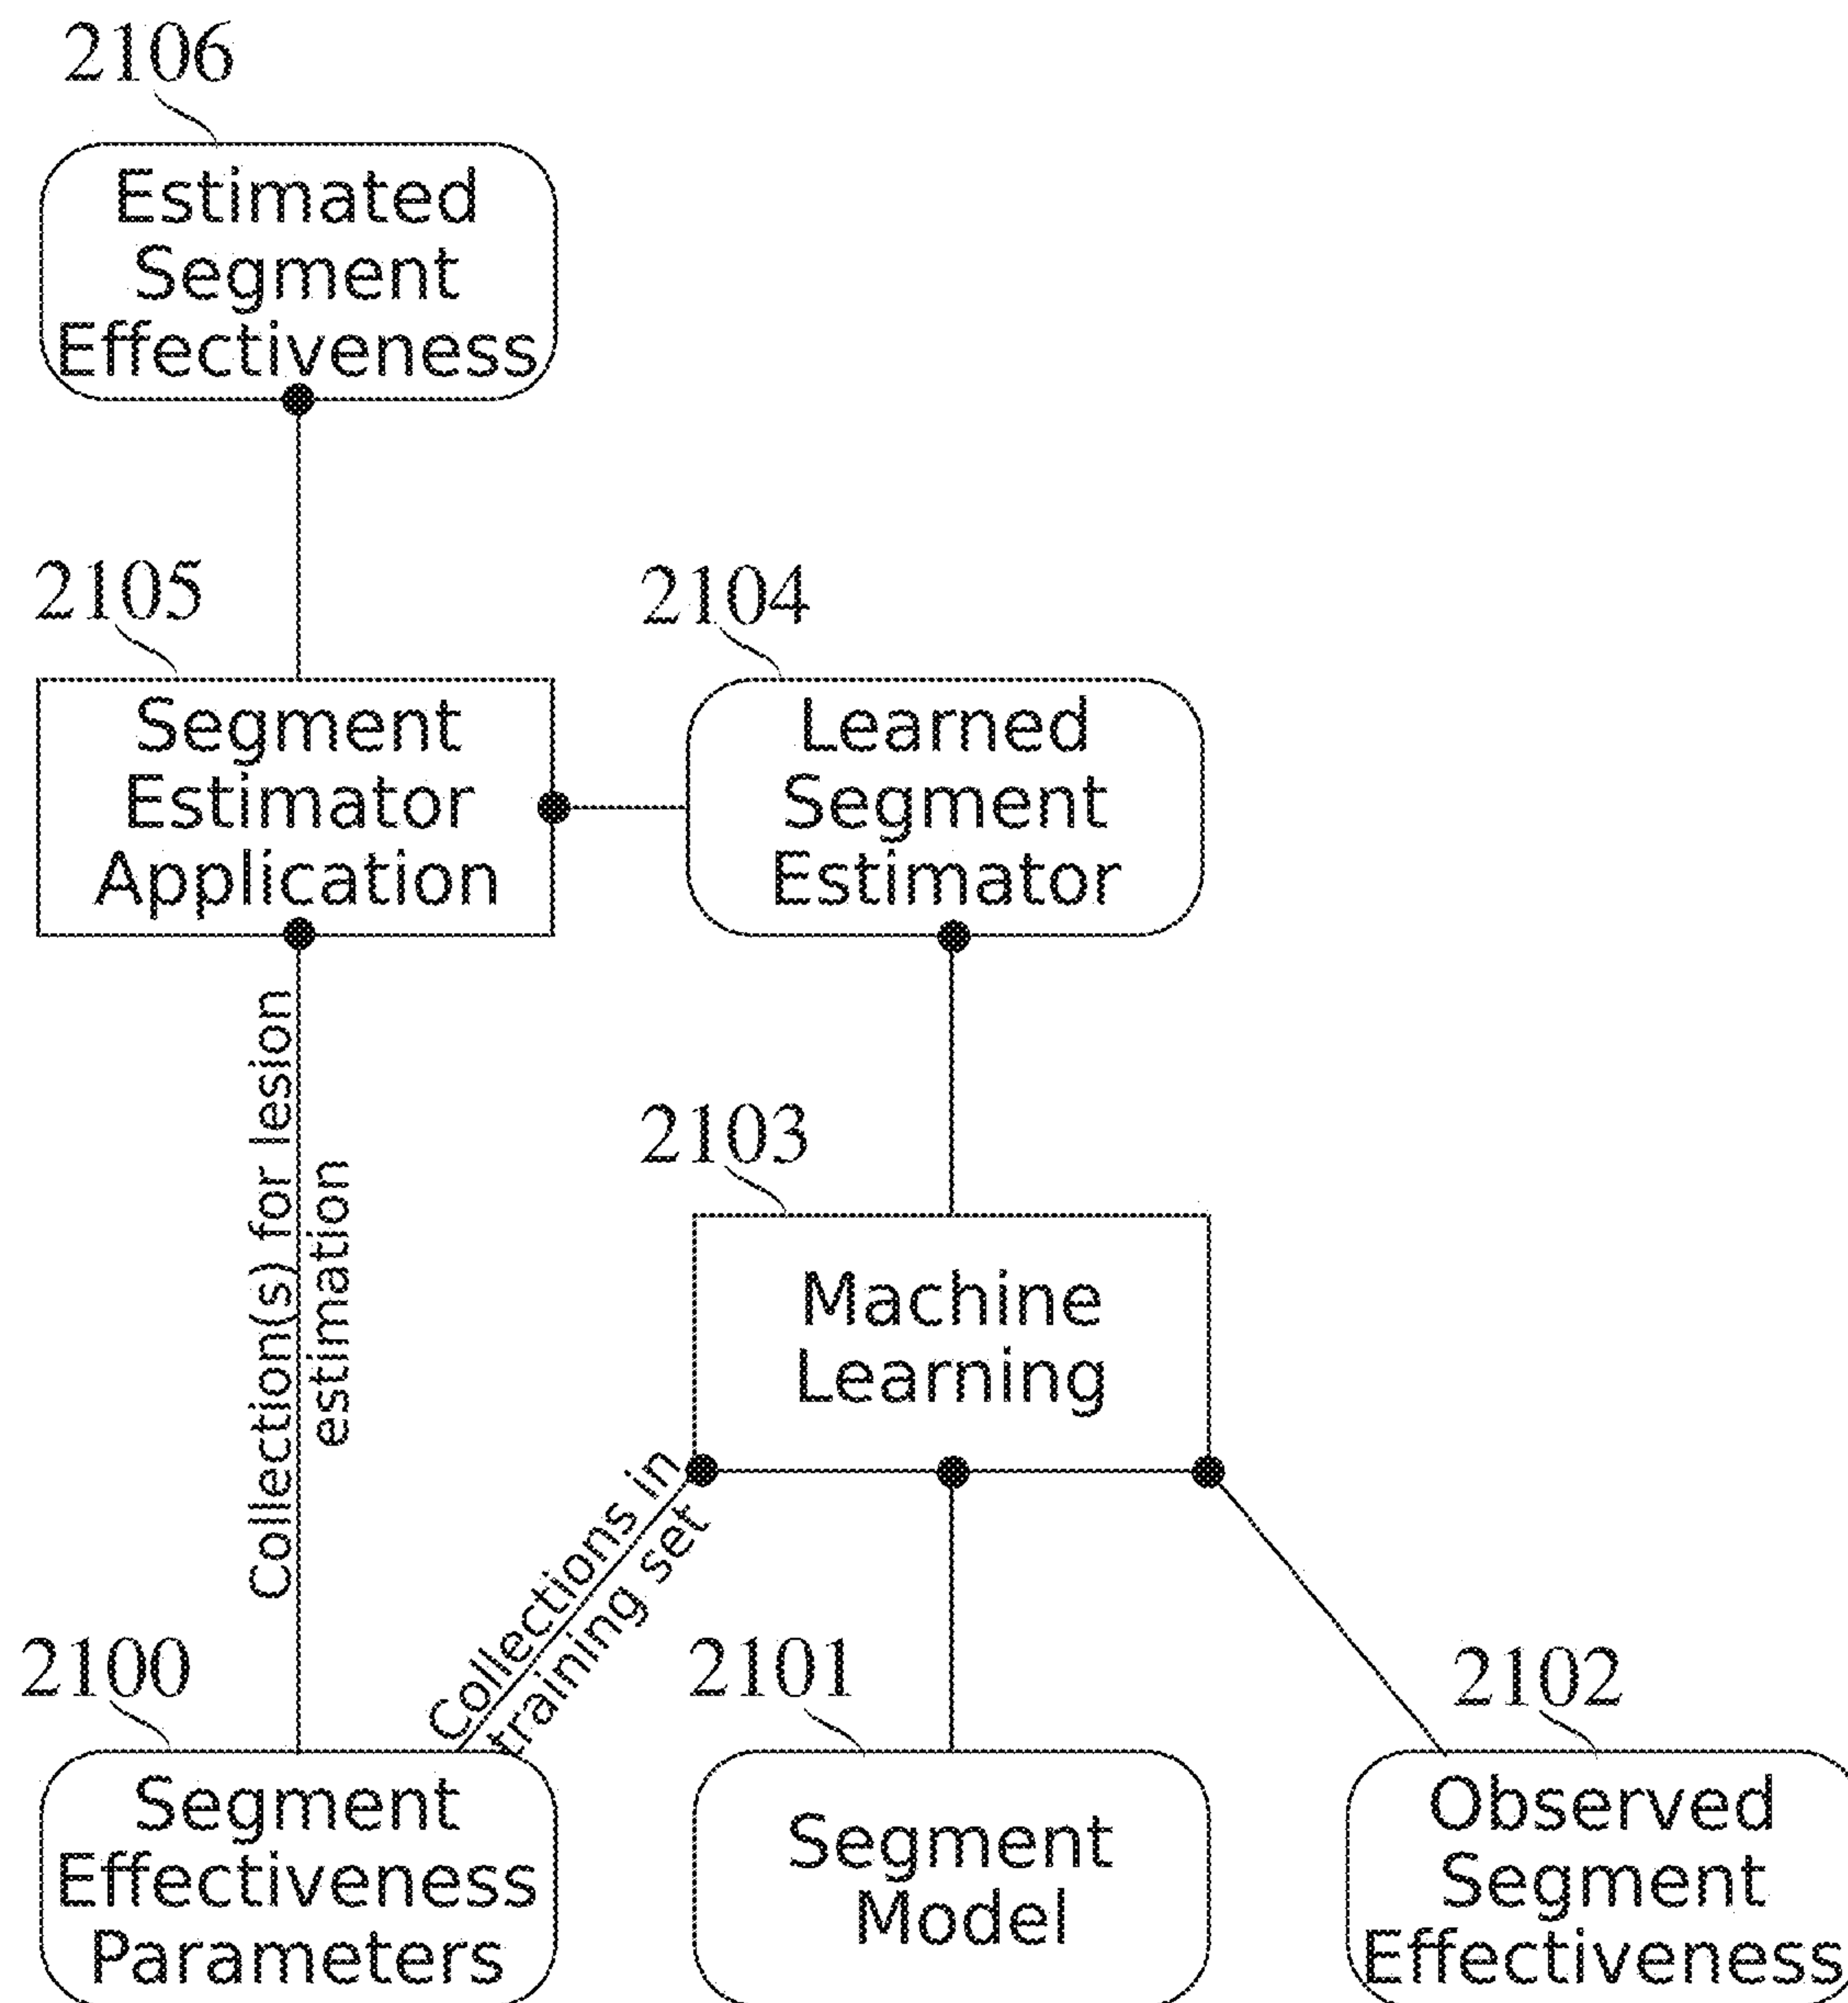 2106
Estimated
Segment
Effectiveness
2105
Segment
Estimator
Application
2104
Learned
Segment
Estimator
Collection(s) for lesion
estimation
2103
Machine
Learning
Collections in
training set
2100
Segment
Effectiveness
Parameters
2101
Segment
Model
2102
Observed
Segment
Effectiveness